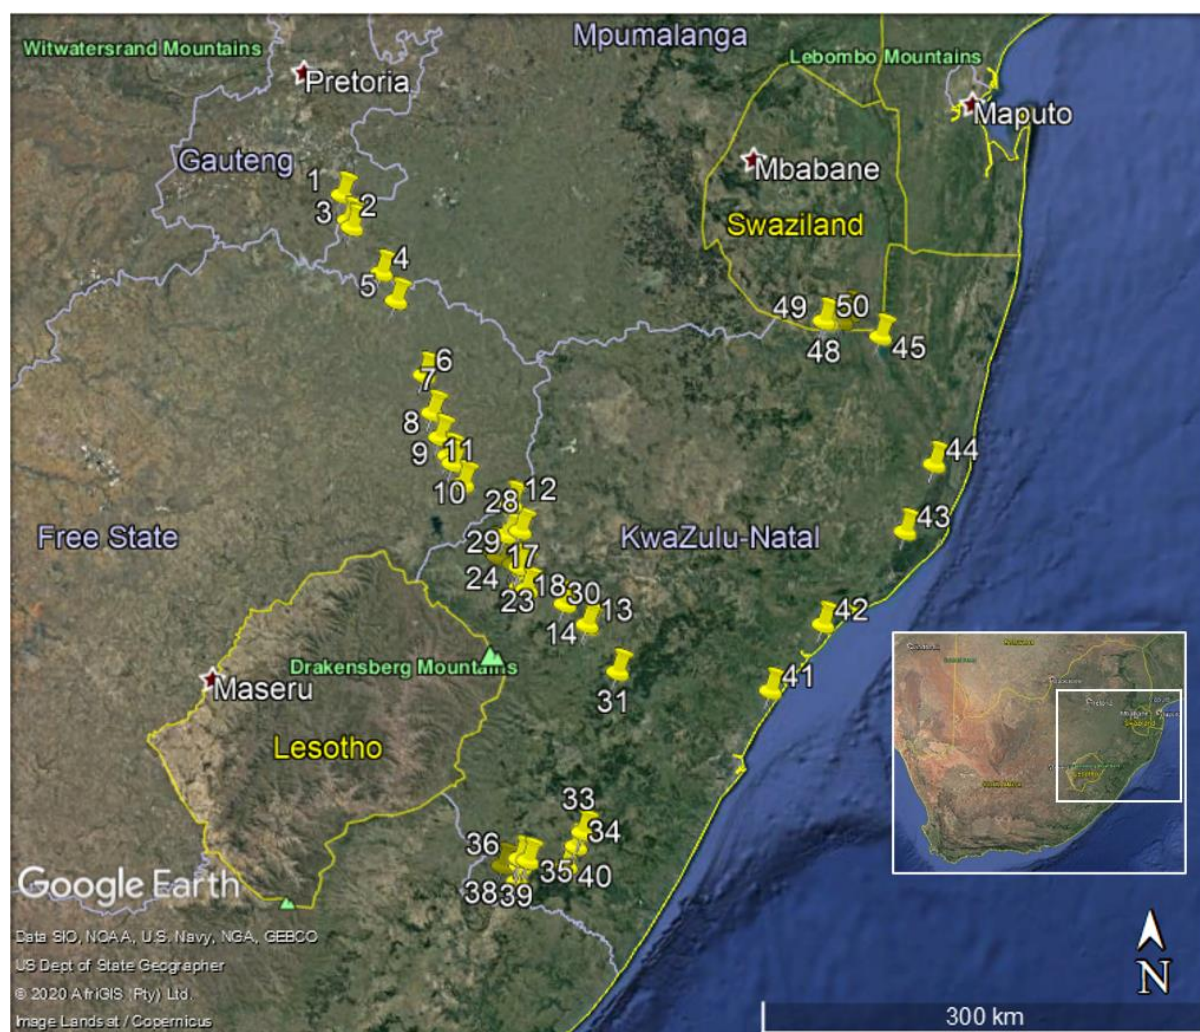 Witwatersrand Mountains
Mpumalanga
Lebombo Mountains
Pretoria
Maputo
Gauteng
Mbabane
1
2
3
Swaziland
4
5
49
50
48
45
6
7
8
9
11
10
44
28
12
43
Free State
29
17
KwaZulu-Natal
24
18
30
23
13
14
42
Drakensberg Mountains
Maseru
31
41
Lesotho
33
34
36
35
40
38
39
Google Earth
Data SIO, NOAA, U.S. Navy, NGA, GEBCO
US Dept of State Geographer
© 2020 AfriGIS (Pty) Ltd.
Image Landsat / Copernicus
N
300 km